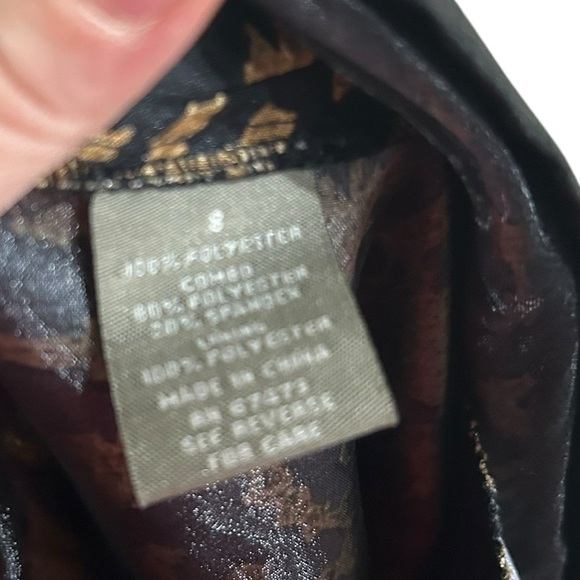 8
100% POLYESTER
COMBO
80% POLYESTER
20% SPANDEX
LINING
100% POLYESTER
MADE IN CHINA
RN 67473
SEE REVERSE
FOR CARE